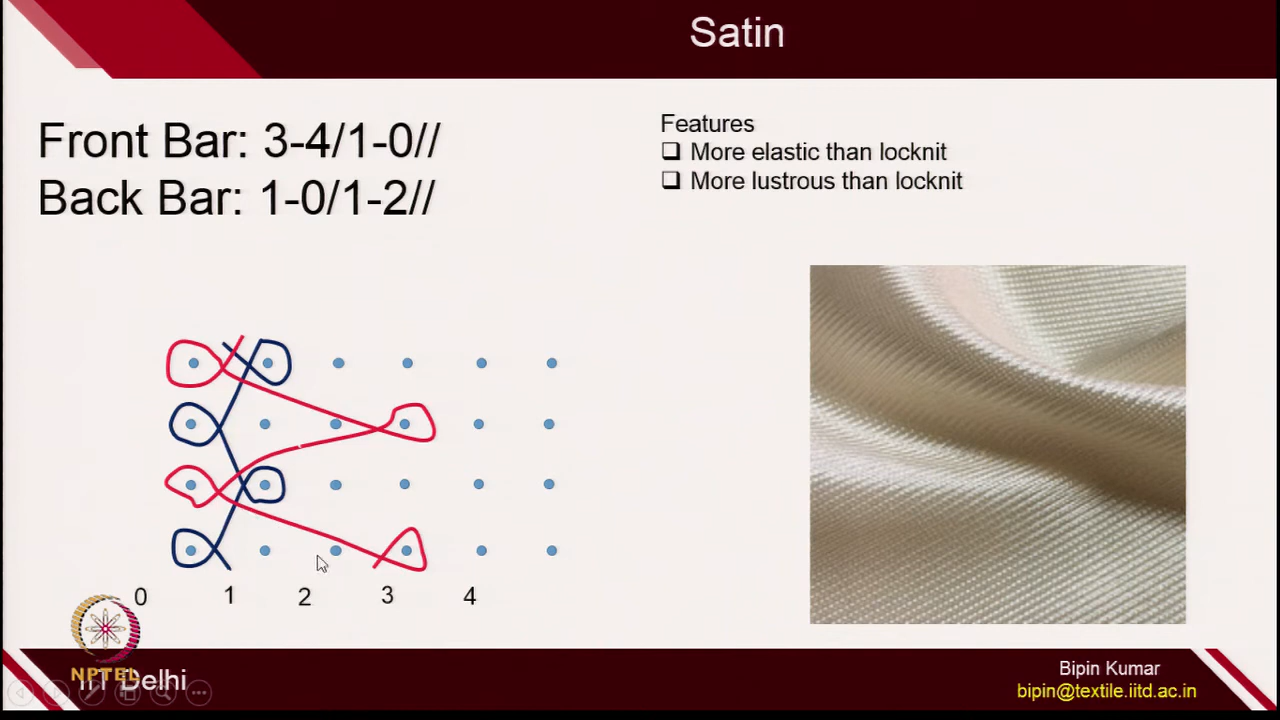 Satin
Front Bar: 3-4/1-0//
Back Bar: 1-0/1-2//
Features
❑ More elastic than locknit
❑ More lustrous than locknit
0 1 2 3 4
NPTEL
IIT Delhi
Bipin Kumar
bipin@textile.iitd.ac.in